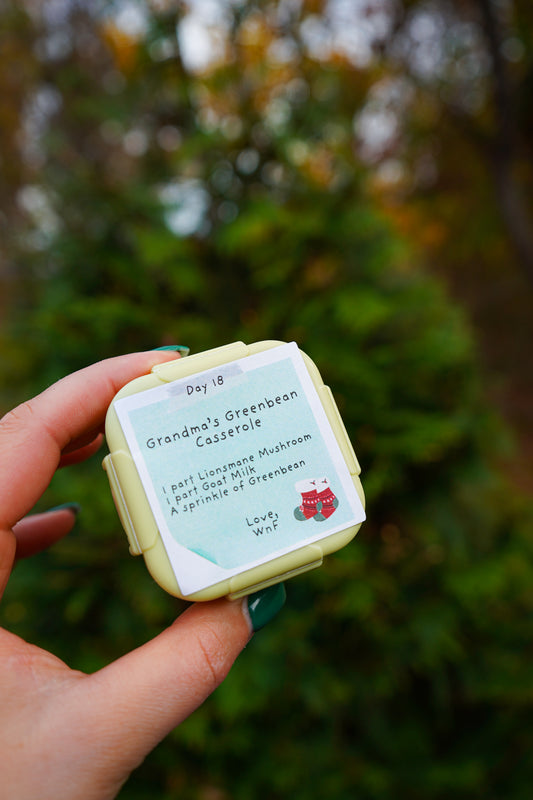 Day 18
Grandma's Greenbean
Casserole
1 part Lionsmane Mushroom
1 part Goat Milk
A sprinkle of Greenbean
Love,
WnF